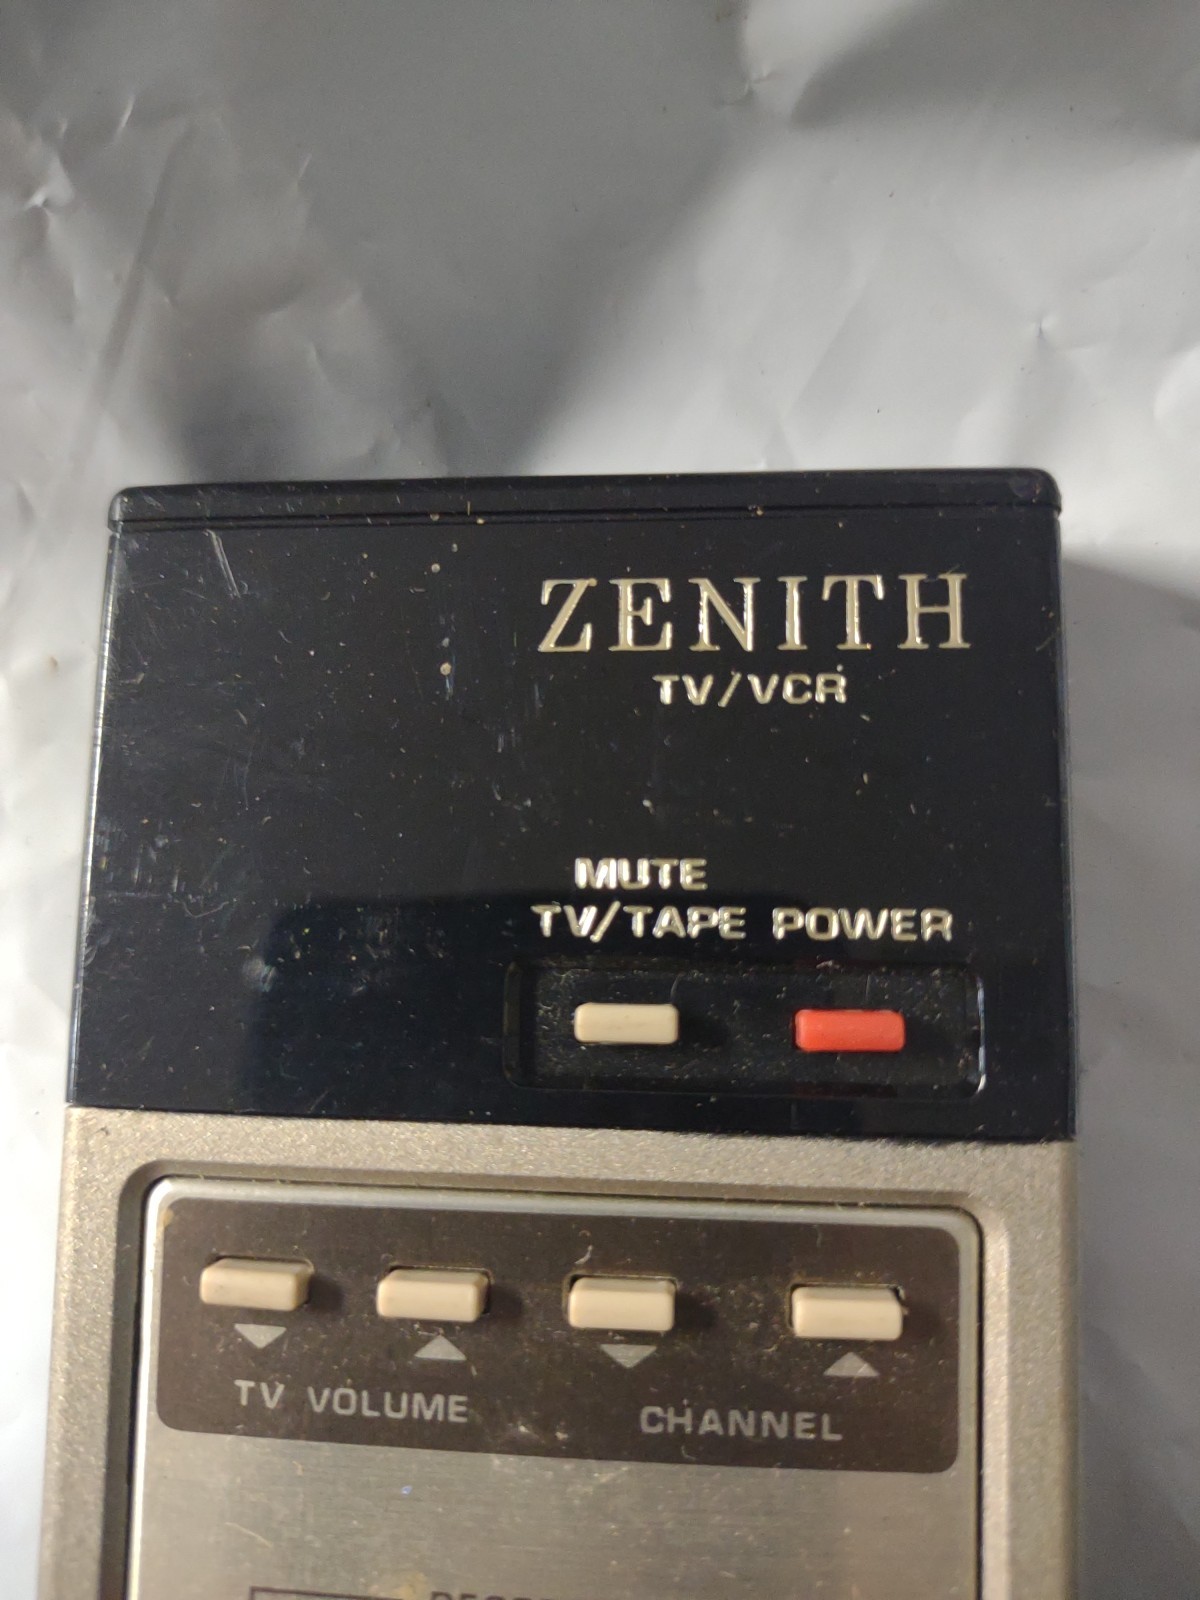 ZENITH
TV/VCR
MUTE
TV/TAPE POWER
TV VOLUME
CHANNEL